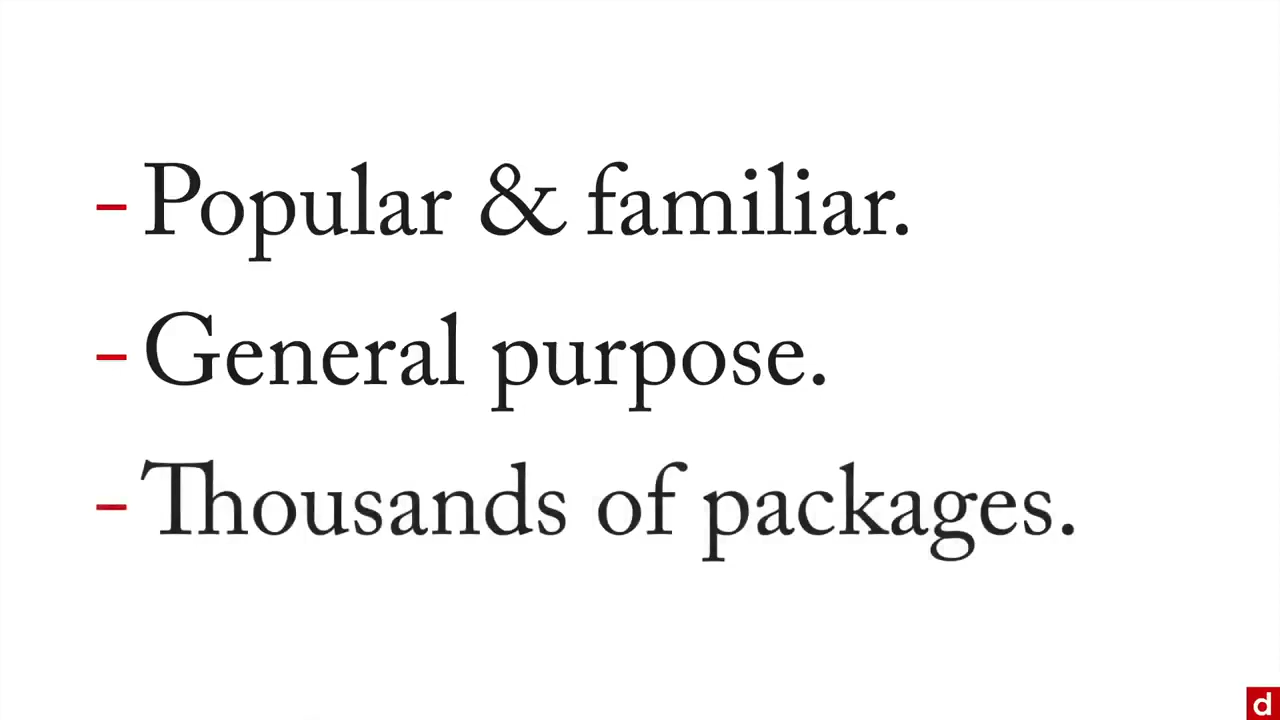 - Popular & familiar.
- General purpose.
- Thousands of packages.
d